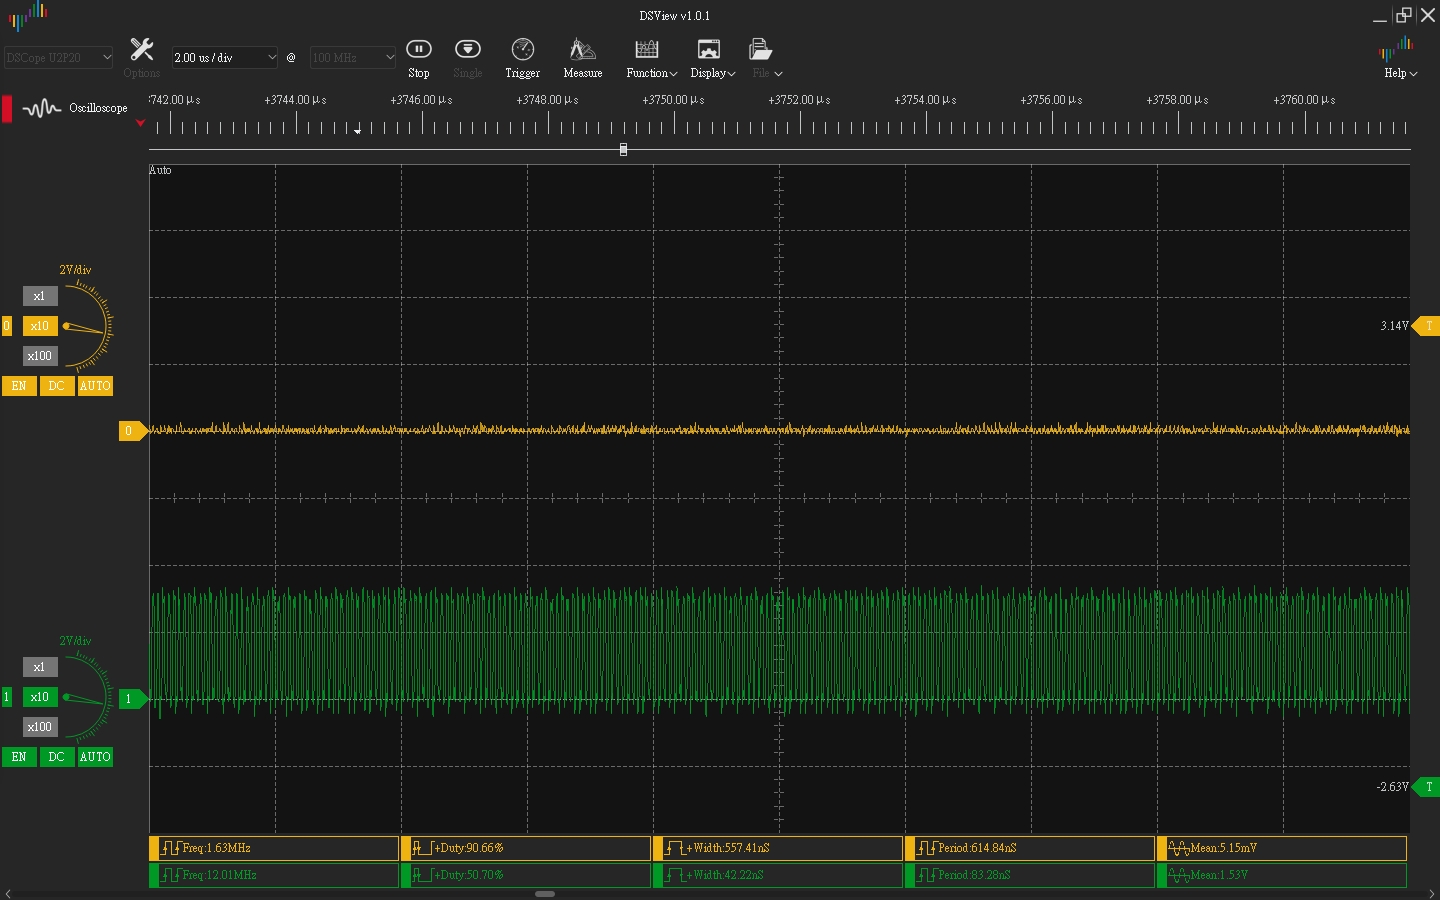 DSView v1.0.1
DSCope U2P20
Options
2.00 us / div
@
100 MHz
Stop
Single
Trigger
Measure
Function
Display
File
Help
Oscilloscope
742.00 μs
+3744.00 μs
+3746.00 μs
+3748.00 μs
+3750.00 μs
+3752.00 μs
+3754.00 μs
+3756.00 μs
+3758.00 μs
+3760.00 μs
Auto
2V/div
x1
0
x10
x100
EN
DC
AUTO
3.14V
T
0
2V/div
x1
1
x10
x100
EN
DC
AUTO
1
-2.63V
T
Freq:1.63MHz
+Duty:90.66%
+Width:557.41nS
Period:614.84nS
Mean:5.15mV
Freq:12.01MHz
+Duty:50.70%
+Width:42.22nS
Period:83.28nS
Mean:1.53V